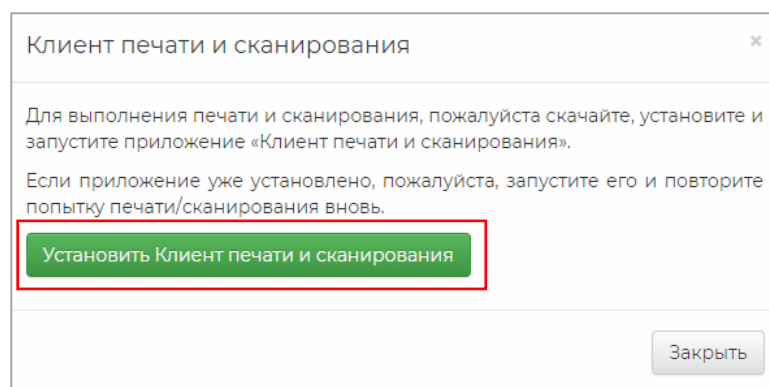 Клиент печати и сканирования
×
Для выполнения печати и сканирования, пожалуйста скачайте, установите и
запустите приложение «Клиент печати и сканирования».
Если приложение уже установлено, пожалуйста, запустите его и повторите
попытку печати/сканирования вновь.
Установить Клиент печати и сканирования
Закрыть